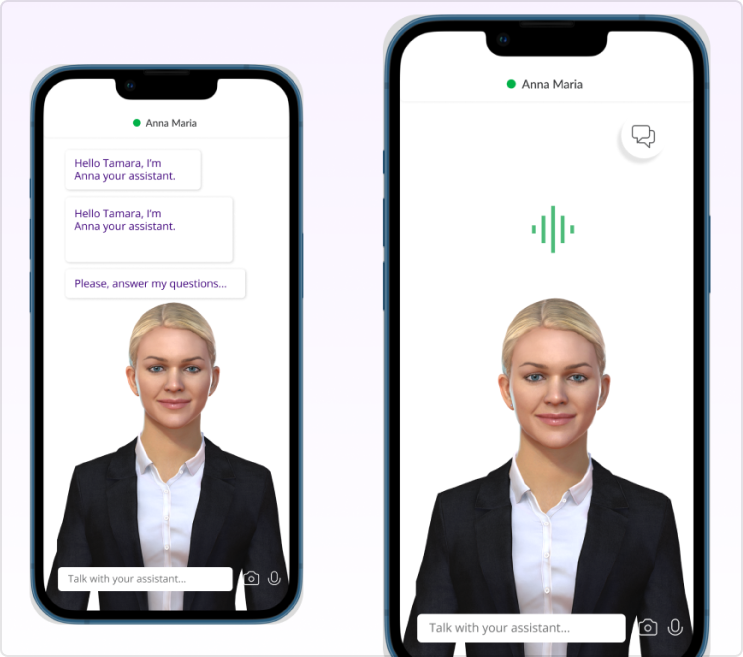 Anna Maria
Hello Tamara, I'm
Anna your assistant.
Hello Tamara, I'm
Anna your assistant.
Please, answer my questions...
Talk with your assistant...
Anna Maria
Talk with your assistant...